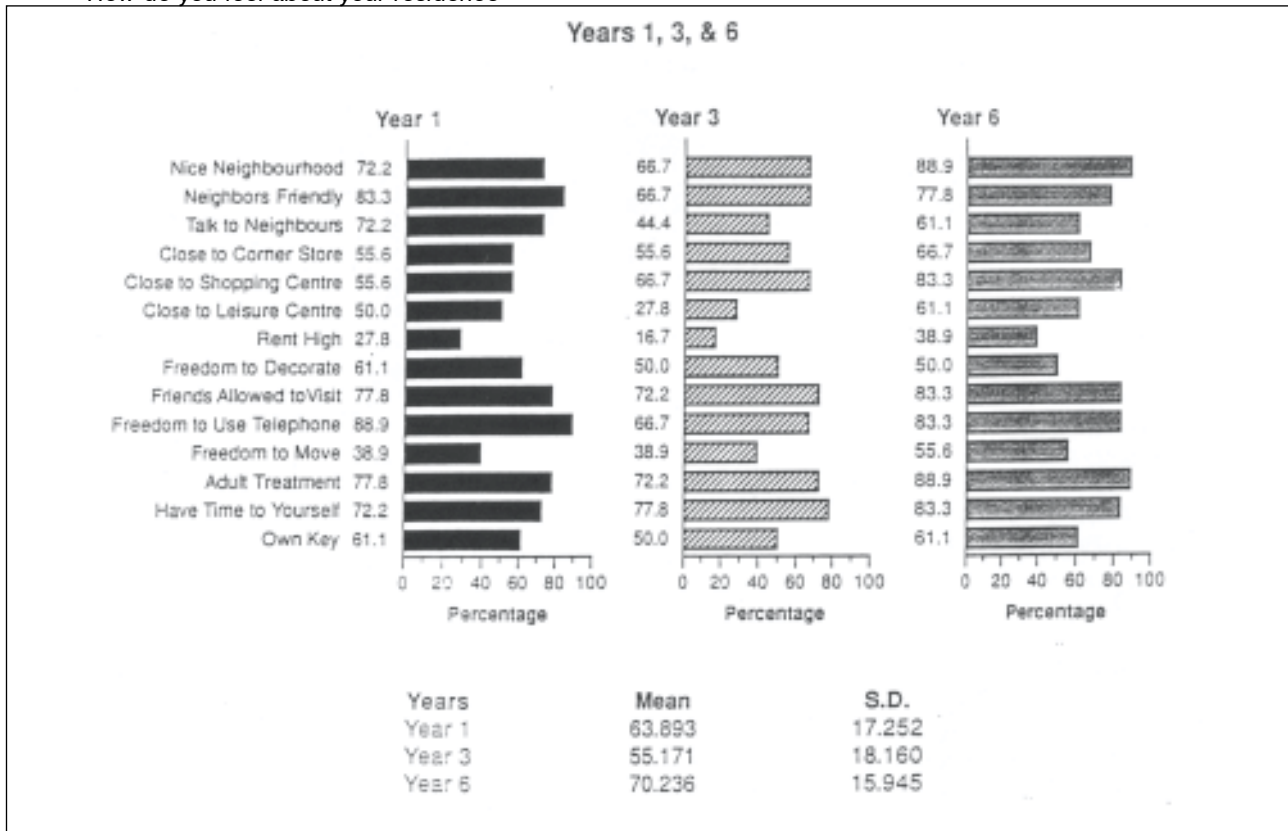 How do you feel about your residence
Years 1, 3, & 6
Year 1 Year 3 Year 6
Nice Neighbourhood 72.2 66.7 88.9
Neighbors Friendly 83.3 66.7 77.8
Talk to Neighbours 72.2 44.4 61.1
Close to Corner Store 55.6 55.6 66.7
Close to Shopping Centre 55.6 66.7 83.3
Close to Leisure Centre 50.0 27.8 61.1
Rent High 27.8 16.7 38.9
Freedom to Decorate 61.1 50.0 50.0
Friends Allowed toVisit 77.8 72.2 83.3
Freedom to Use Telephone 88.9 66.7 83.3
Freedom to Move 38.9 38.9 55.6
Adult Treatment 77.8 72.2 88.9
Have Time to Yourself 72.2 77.8 83.3
Own Key 61.1 50.0 61.1
0 20 40 60 80 100 0 20 40 60 80 100 0 20 40 60 80 100
Percentage Percentage Percentage
Years Mean S.D.
Year 1 63.893 17.252
Year 3 55.171 18.160
Year 6 70.236 15.945